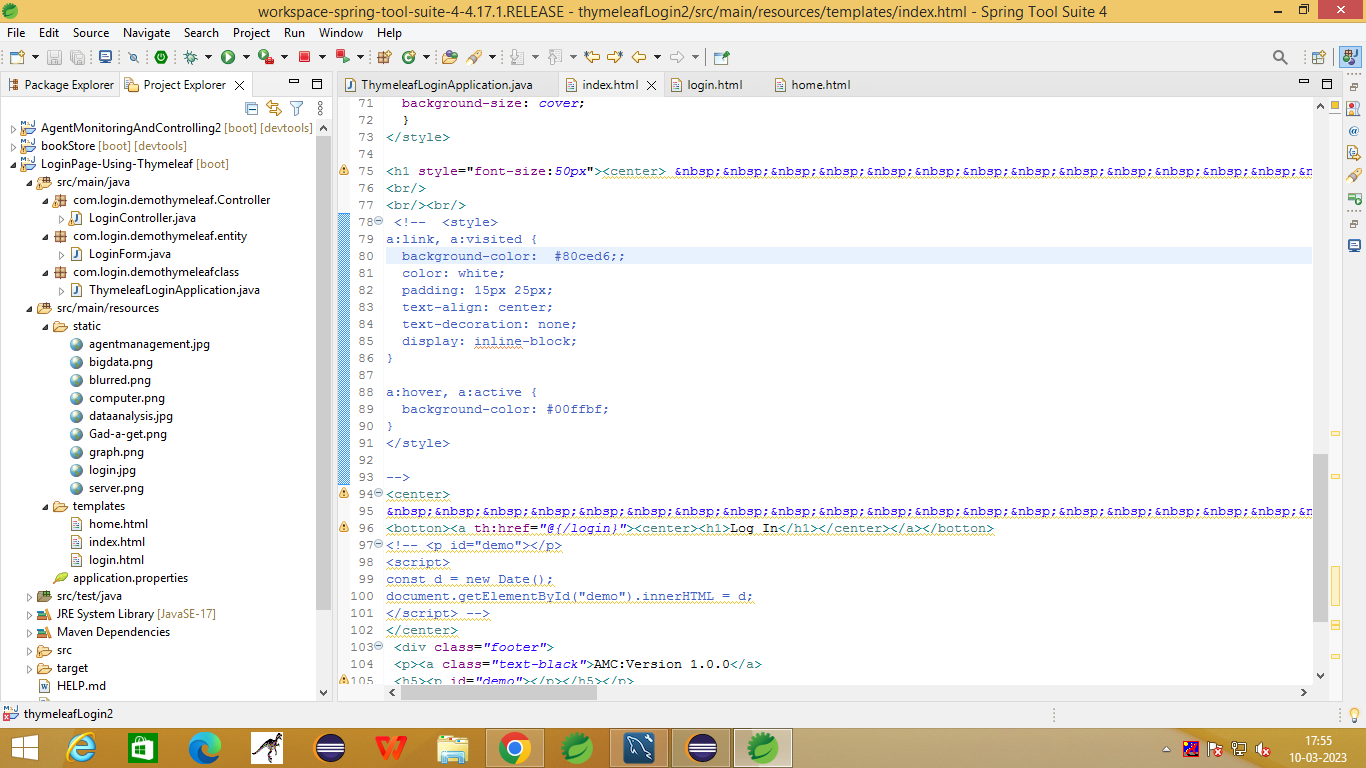 workspace-spring-tool-suite-4-4.17.1.RELEASE - thymeleafLogin2/src/main/resources/templates/index.html - Spring Tool Suite 4
File Edit Source Navigate Search Project Run Window Help
Package Explorer Project Explorer
AgentMonitoringAndControlling2 [boot] [devtools]
bookStore [boot] [devtools]
LoginPage-Using-Thymeleaf [boot]
src/main/java
com.login.demothymeleaf.Controller
LoginController.java
com.login.demothymeleaf.entity
LoginForm.java
com.login.demothymeleafclass
ThymeleafLoginApplication.java
src/main/resources
static
agentmanagement.jpg
bigdata.png
blurred.png
computer.png
dataanalysis.jpg
Gad-a-get.png
graph.png
login.jpg
server.png
templates
home.html
index.html
login.html
application.properties
src/test/java
JRE System Library [JavaSE-17]
Maven Dependencies
src
target
HELP.md
ThymeleafLoginApplication.java index.html login.html home.html
71 background-size: cover;
72 }
73 </style>
74
75 <h1 style="font-size:50px"><center> &nbsp;&nbsp;&nbsp;&nbsp;&nbsp;&nbsp;&nbsp;&nbsp;&nbsp;&nbsp;&nbsp;&nbsp;&nbsp;&n
76 <br/>
77 <br/><br/>
78 <!-- <style>
79 a:link, a:visited {
80 background-color: #80ced6;;
81 color: white;
82 padding: 15px 25px;
83 text-align: center;
84 text-decoration: none;
85 display: inline-block;
86 }
87
88 a:hover, a:active {
89 background-color: #00ffbf;
90 }
91 </style>
92
93 -->
94 <center>
95 &nbsp;&nbsp;&nbsp;&nbsp;&nbsp;&nbsp;&nbsp;&nbsp;&nbsp;&nbsp;&nbsp;&nbsp;&nbsp;&nbsp;&nbsp;&nbsp;&nbsp;&nbsp;&nbsp;&n
96 <botton><a th:href="@{/login}"><center><h1>Log In</h1></center></a></botton>
97 <!-- <p id="demo"></p>
98 <script>
99 const d = new Date();
100 document.getElementById("demo").innerHTML = d;
101 </script> -->
102 </center>
103 <div class="footer">
104 <p><a class="text-black">AMC:Version 1.0.0</a>
105 <h5><p id="demo"></p></h5></p>
thymeleafLogin2
17:55
10-03-2023